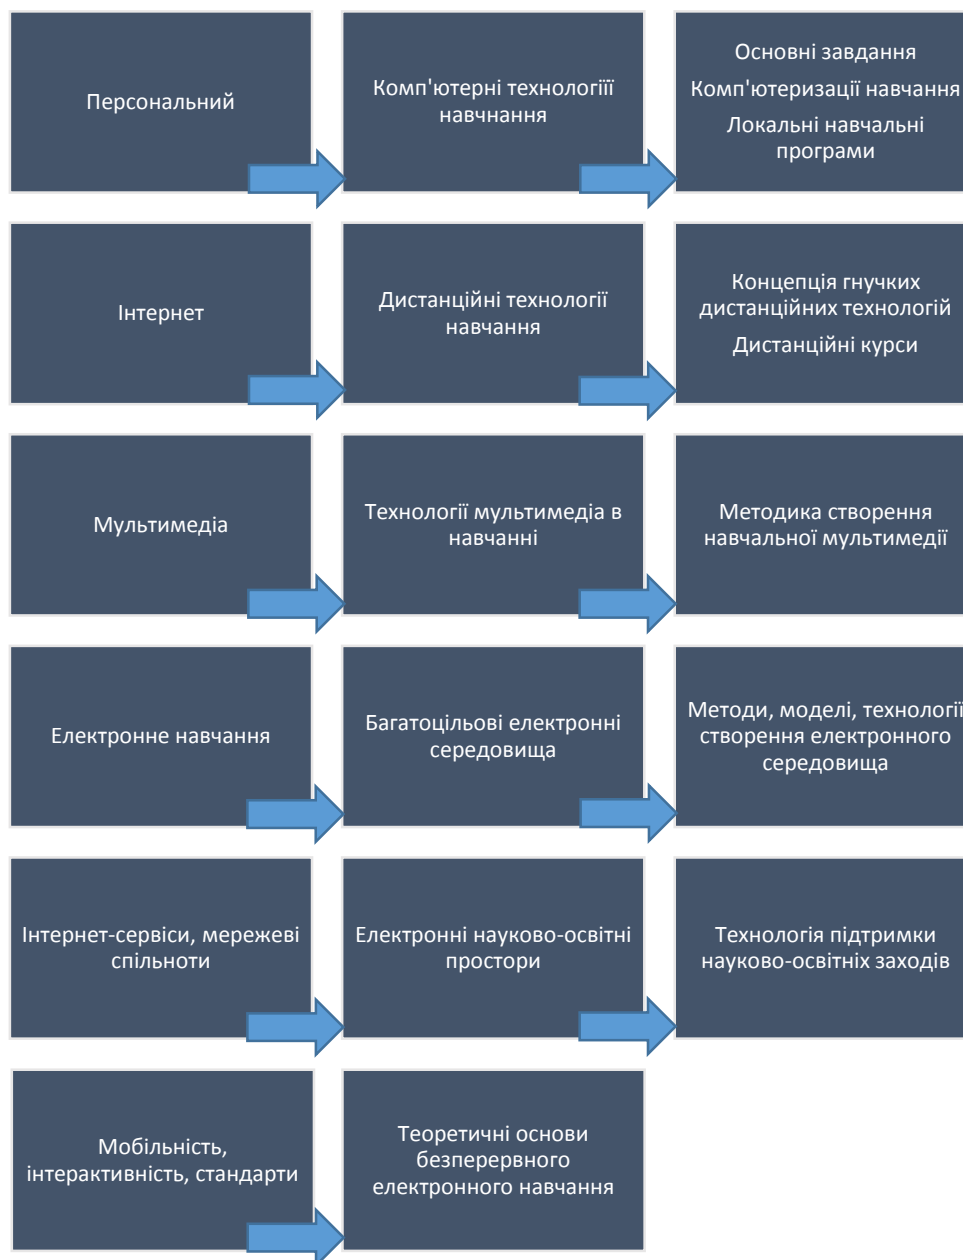 Персональний
Комп'ютерні технологіїї
навчнання
Основні завдання
Комп'ютеризації навчання
Локальні навчальні
програми
Інтернет
Дистанційні технології
навчання
Концепція гнучких
дистанційних технологій
Дистанційні курси
Мультимедіа
Технології мультимедіа в
навчанні
Методика створення
навчальної мультимедії
Електронне навчання
Багатоцільові електронні
середовища
Методи, моделі, технології
створення електронного
середовища
Інтернет-сервіси, мережеві
спільноти
Електронні науково-освітні
простори
Технологія підтримки
науково-освітніх заходів
Мобільність,
інтерактивність, стандарти
Теоретичні основи
безперервного
електронного навчання